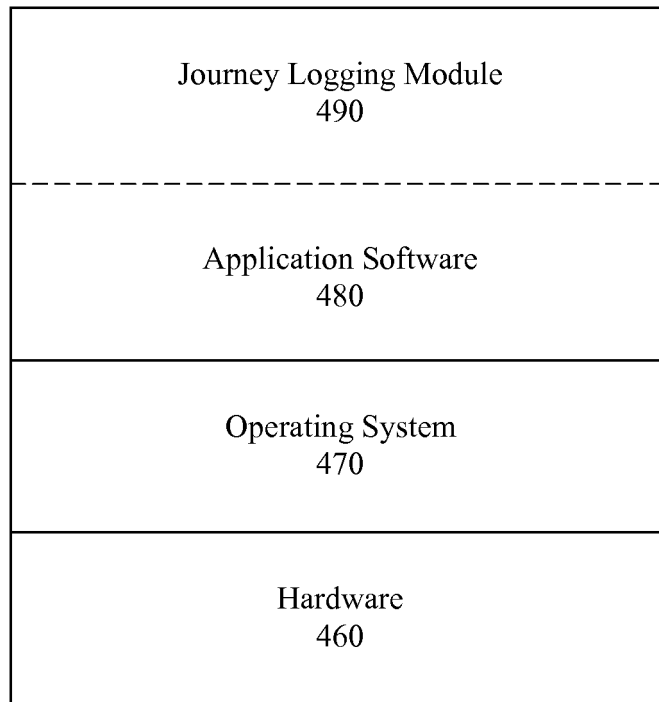 Journey Logging Module
490
Application Software
480
Operating System
470
Hardware
460